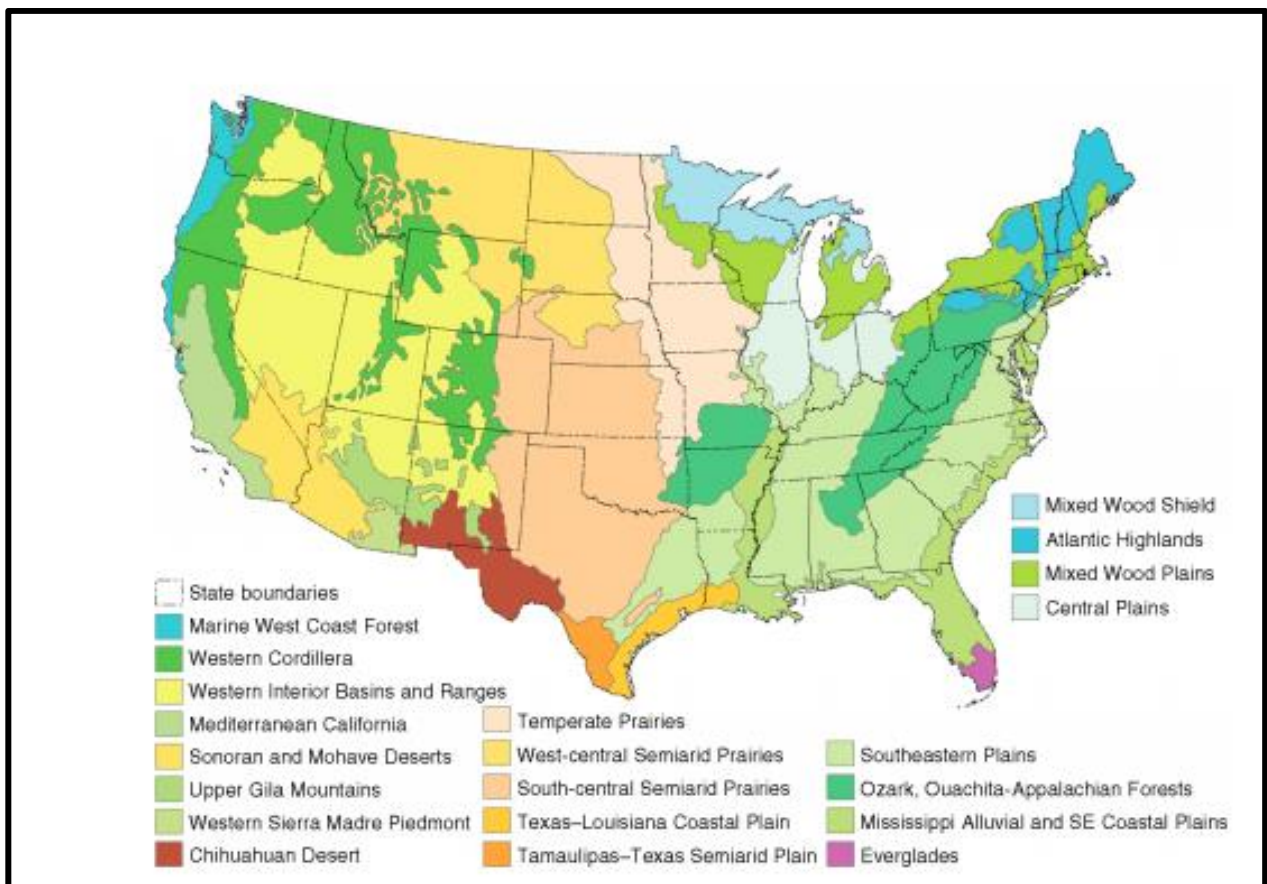 Mixed Wood Shield
Atlantic Highlands
Mixed Wood Plains
Central Plains
State boundaries
Marine West Coast Forest
Western Cordillera
Western Interior Basins and Ranges
Mediterranean California
Sonoran and Mohave Deserts
Upper Gila Mountains
Western Sierra Madre Piedmont
Chihuahuan Desert
Temperate Prairies
West-central Semiarid Prairies
South-central Semiarid Prairies
Texas–Louisiana Coastal Plain
Tamaulipas–Texas Semiarid Plain
Southeastern Plains
Ozark, Ouachita-Appalachian Forests
Mississippi Alluvial and SE Coastal Plains
Everglades